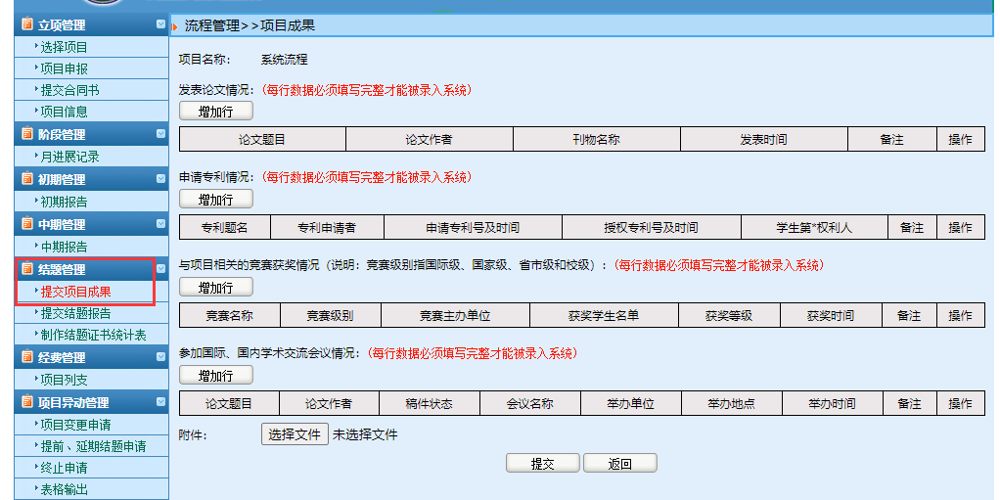 立项管理
选择项目
项目申报
提交合同书
项目信息
阶段管理
月进展记录
初期管理
初期报告
中期管理
中期报告
结题管理
提交项目成果
提交结题报告
制作结题证书统计表
经费管理
项目列支
项目异动管理
项目变更申请
提前、延期结题申请
终止申请
表格输出
流程管理>>项目成果
项目名称： 系统流程
发表论文情况：(每行数据必须填写完整才能被录入系统)
增加行
论文题目 论文作者 刊物名称 发表时间 备注 操作
申请专利情况：(每行数据必须填写完整才能被录入系统)
增加行
专利题名 专利申请者 申请专利号及时间 授权专利号及时间 学生第*权利人 备注 操作
与项目相关的竞赛获奖情况（说明：竞赛级别指国际级、国家级、省市级和校级）：(每行数据必须填写完整才能被录入系统)
增加行
竞赛名称 竞赛级别 竞赛主办单位 获奖学生名单 获奖等级 获奖时间 备注 操作
参加国际、国内学术交流会议情况：(每行数据必须填写完整才能被录入系统)
增加行
论文题目 论文作者 稿件状态 会议名称 举办单位 举办地点 举办时间 备注 操作
附件： 选择文件 未选择文件
提交 返回